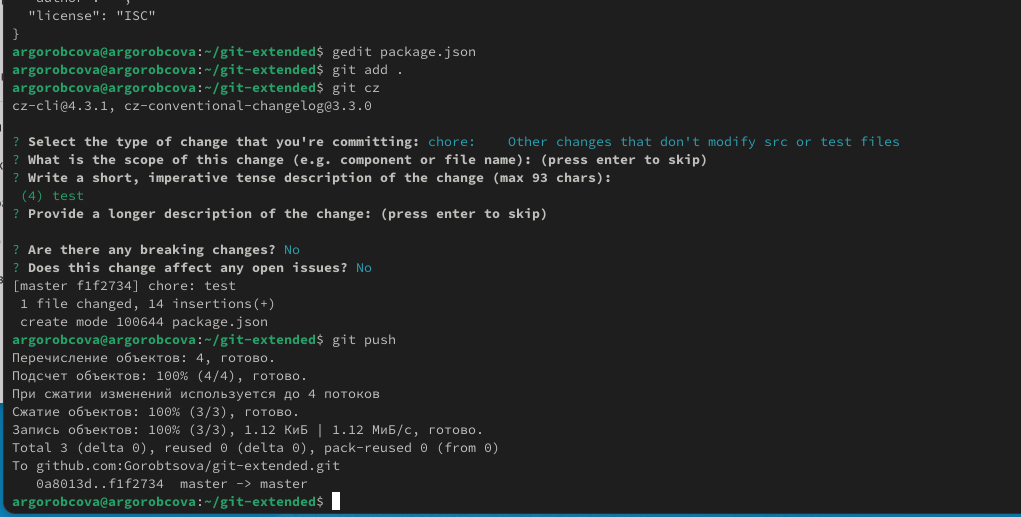 "license": "ISC"
}
argorobcova@argorobcova:~/git-extended$ gedit package.json
argorobcova@argorobcova:~/git-extended$ git add .
argorobcova@argorobcova:~/git-extended$ git cz
cz-cli@4.3.1, cz-conventional-changelog@3.3.0
? Select the type of change that you're committing: chore:    Other changes that don't modify src or test files
? What is the scope of this change (e.g. component or file name): (press enter to skip)
? Write a short, imperative tense description of the change (max 93 chars):
(4) test
? Provide a longer description of the change: (press enter to skip)
? Are there any breaking changes? No
? Does this change affect any open issues? No
[master f1f2734] chore: test
1 file changed, 14 insertions(+)
create mode 100644 package.json
argorobcova@argorobcova:~/git-extended$ git push
Перечисление объектов: 4, готово.
Подсчет объектов: 100% (4/4), готово.
При сжатии изменений используется до 4 потоков
Сжатие объектов: 100% (3/3), готово.
Запись объектов: 100% (3/3), 1.12 КиБ | 1.12 МиБ/с, готово.
Total 3 (delta 0), reused 0 (delta 0), pack-reused 0 (from 0)
To github.com:Gorobtsova/git-extended.git
0a8013d..f1f2734  master -> master
argorobcova@argorobcova:~/git-extended$